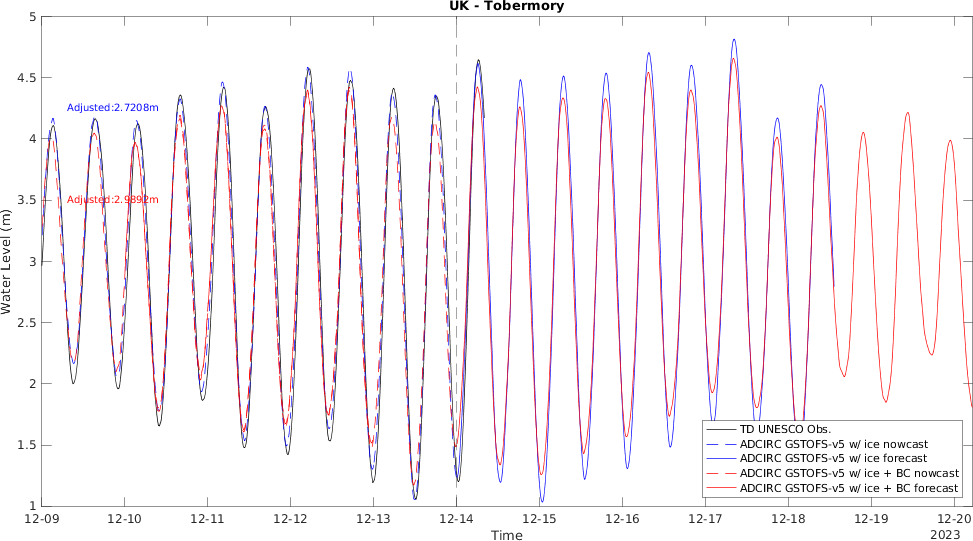 UK - Tobermory
5
4.5
4
3.5
3
2.5
2
1.5
1
Water Level (m)
Adjusted:2.7208m
Adjusted:2.9892m
TD UNESCO Obs.
ADCIRC GSTOFS-v5 w/ ice nowcast
ADCIRC GSTOFS-v5 w/ ice forecast
ADCIRC GSTOFS-v5 w/ ice + BC nowcast
ADCIRC GSTOFS-v5 w/ ice + BC forecast
12-09 12-10 12-11 12-12 12-13 12-14 12-15 12-16 12-17 12-18 12-19 12-20
Time
2023